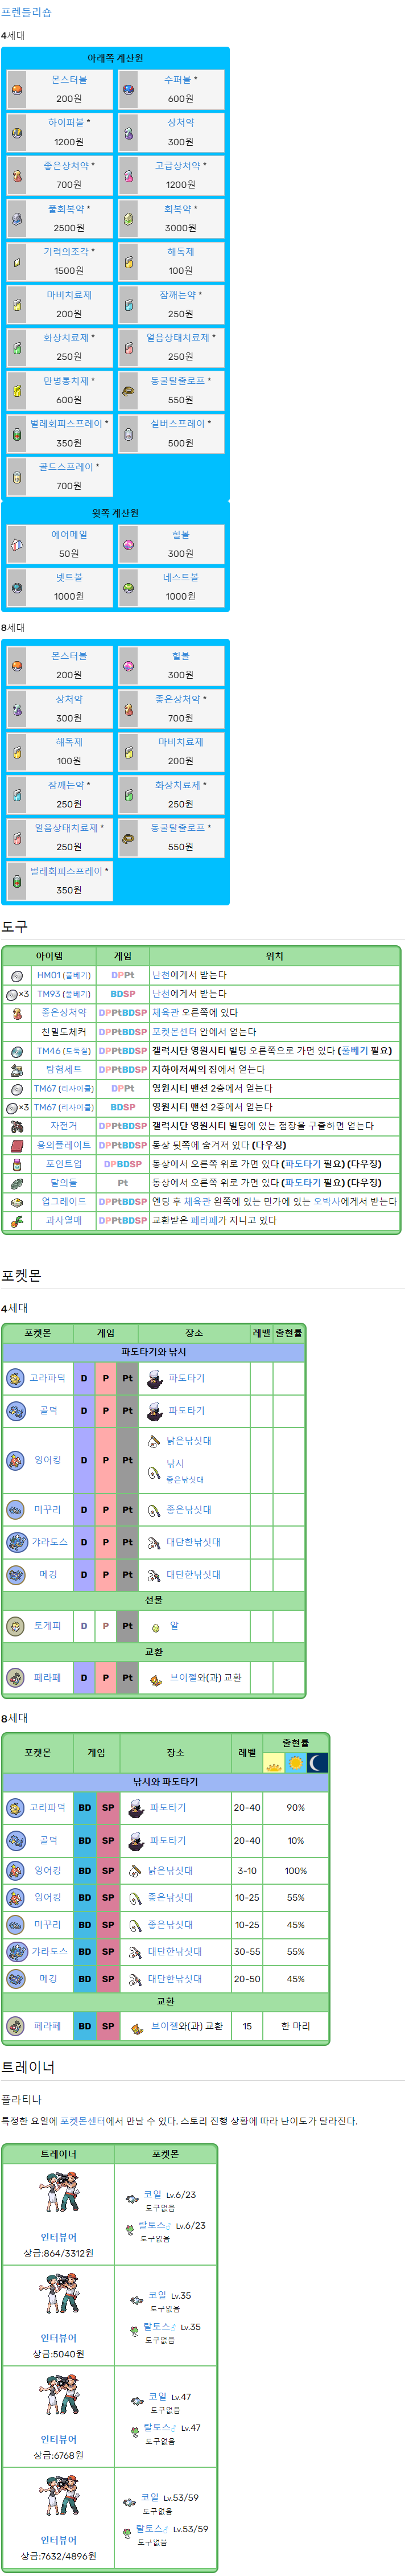 프렌들리숍
4세대
아래쪽 계산원
몬스터볼
200원
수퍼볼 *
600원
하이퍼볼 *
1200원
상처약
300원
좋은상처약 *
700원
고급상처약 *
1200원
풀회복약 *
2500원
회복약 *
3000원
기력의조각 *
1500원
해독제
100원
마비치료제
200원
잠깨는약 *
250원
화상치료제 *
250원
얼음상태치료제 *
250원
만병통치제 *
600원
동굴탈출로프 *
550원
벌레회피스프레이 *
350원
실버스프레이 *
500원
골드스프레이 *
700원
윗쪽 계산원
에어메일
50원
힐볼
300원
넷트볼
1000원
네스트볼
1000원
8세대
몬스터볼
200원
힐볼
300원
상처약
300원
좋은상처약 *
700원
해독제
100원
마비치료제
200원
잠깨는약 *
250원
화상치료제 *
250원
얼음상태치료제 *
250원
동굴탈출로프 *
550원
벌레회피스프레이 *
350원
도구
아이템 게임 위치
HM01 (풀베기) DPPt 난천에게서 받는다
×3 TM93 (풀베기) BDSP 난천에게서 받는다
좋은상처약 DPPtBDSP 체육관 오른쪽에 있다
친밀도체커 DPPtBDSP 포켓몬센터 안에서 얻는다
TM46 (도둑질) DPPtBDSP 갤럭시단 영원시티 빌딩 오른쪽으로 가면 있다 (풀베기 필요)
탐험세트 DPPtBDSP 지하아저씨의 집에서 얻는다
TM67 (리사이클) DPPt 영원시티 맨션 2층에서 얻는다
×3 TM67 (리사이클) BDSP 영원시티 맨션 2층에서 얻는다
자전거 DPPtBDSP 갤럭시단 영원시티 빌딩에 있는 점장을 구출하면 얻는다
용의플레이트 DPPtBDSP 동상 뒷쪽에 숨겨져 있다 (다우징)
포인트업 DPBDSP 동상에서 오른쪽 위로 가면 있다 (파도타기 필요) (다우징)
달의돌 Pt 동상에서 오른쪽 위로 가면 있다 (파도타기 필요) (다우징)
업그레이드 DPPtBDSP 엔딩 후 체육관 왼쪽에 있는 민가에 있는 오박사에게서 받는다
과사열매 DPPtBDSP 교환받은 페라페가 지니고 있다
포켓몬
4세대
포켓몬 게임 장소 레벨 출현률
파도타기와 낚시
고라파덕 D P Pt 파도타기
골덕 D P Pt 파도타기
잉어킹 D P Pt 낡은낚싯대
낚시
좋은낚싯대
미꾸리 D P Pt 좋은낚싯대
갸라도스 D P Pt 대단한낚싯대
메깅 D P Pt 대단한낚싯대
선물
토게피 D P Pt 알
교환
페라페 D P Pt 브이젤와(과) 교환
8세대
포켓몬 게임 장소 레벨 출현률
낚시와 파도타기
고라파덕 BD SP 파도타기 20-40 90%
골덕 BD SP 파도타기 20-40 10%
잉어킹 BD SP 낡은낚싯대 3-10 100%
잉어킹 BD SP 좋은낚싯대 10-25 55%
미꾸리 BD SP 좋은낚싯대 10-25 45%
갸라도스 BD SP 대단한낚싯대 30-55 55%
메깅 BD SP 대단한낚싯대 20-50 45%
교환
페라페 BD SP 브이젤와(과) 교환 15 한 마리
트레이너
플라티나
특정한 요일에 포켓몬센터에서 만날 수 있다. 스토리 진행 상황에 따라 난이도가 달라진다.
트레이너 포켓몬
인터뷰어
상금:864/3312원
코일 Lv.6/23
도구없음
랄토스♂ Lv.6/23
도구없음
인터뷰어
상금:5040원
코일 Lv.35
도구없음
랄토스♂ Lv.35
도구없음
인터뷰어
상금:6768원
코일 Lv.47
도구없음
랄토스♂ Lv.47
도구없음
인터뷰어
상금:7632/4896원
코일 Lv.53/59
도구없음
랄토스♂ Lv.53/59
도구없음